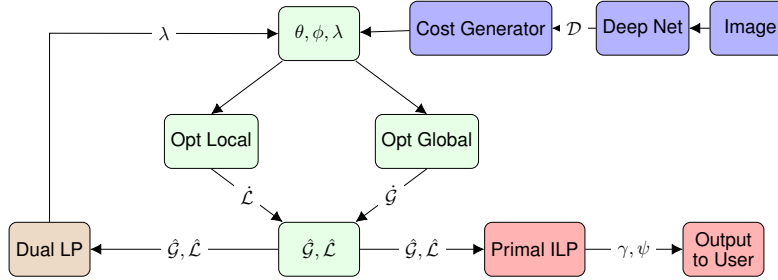 λ
θ, ϕ, λ
Cost Generator
𝒟
Deep Net
Image
Opt Local
Opt Global
ℒ̇
𝒢̇
Dual LP
𝒢̂, ℒ̂
𝒢̂, ℒ̂
𝒢̂, ℒ̂
Primal ILP
γ, ψ
Output
to User